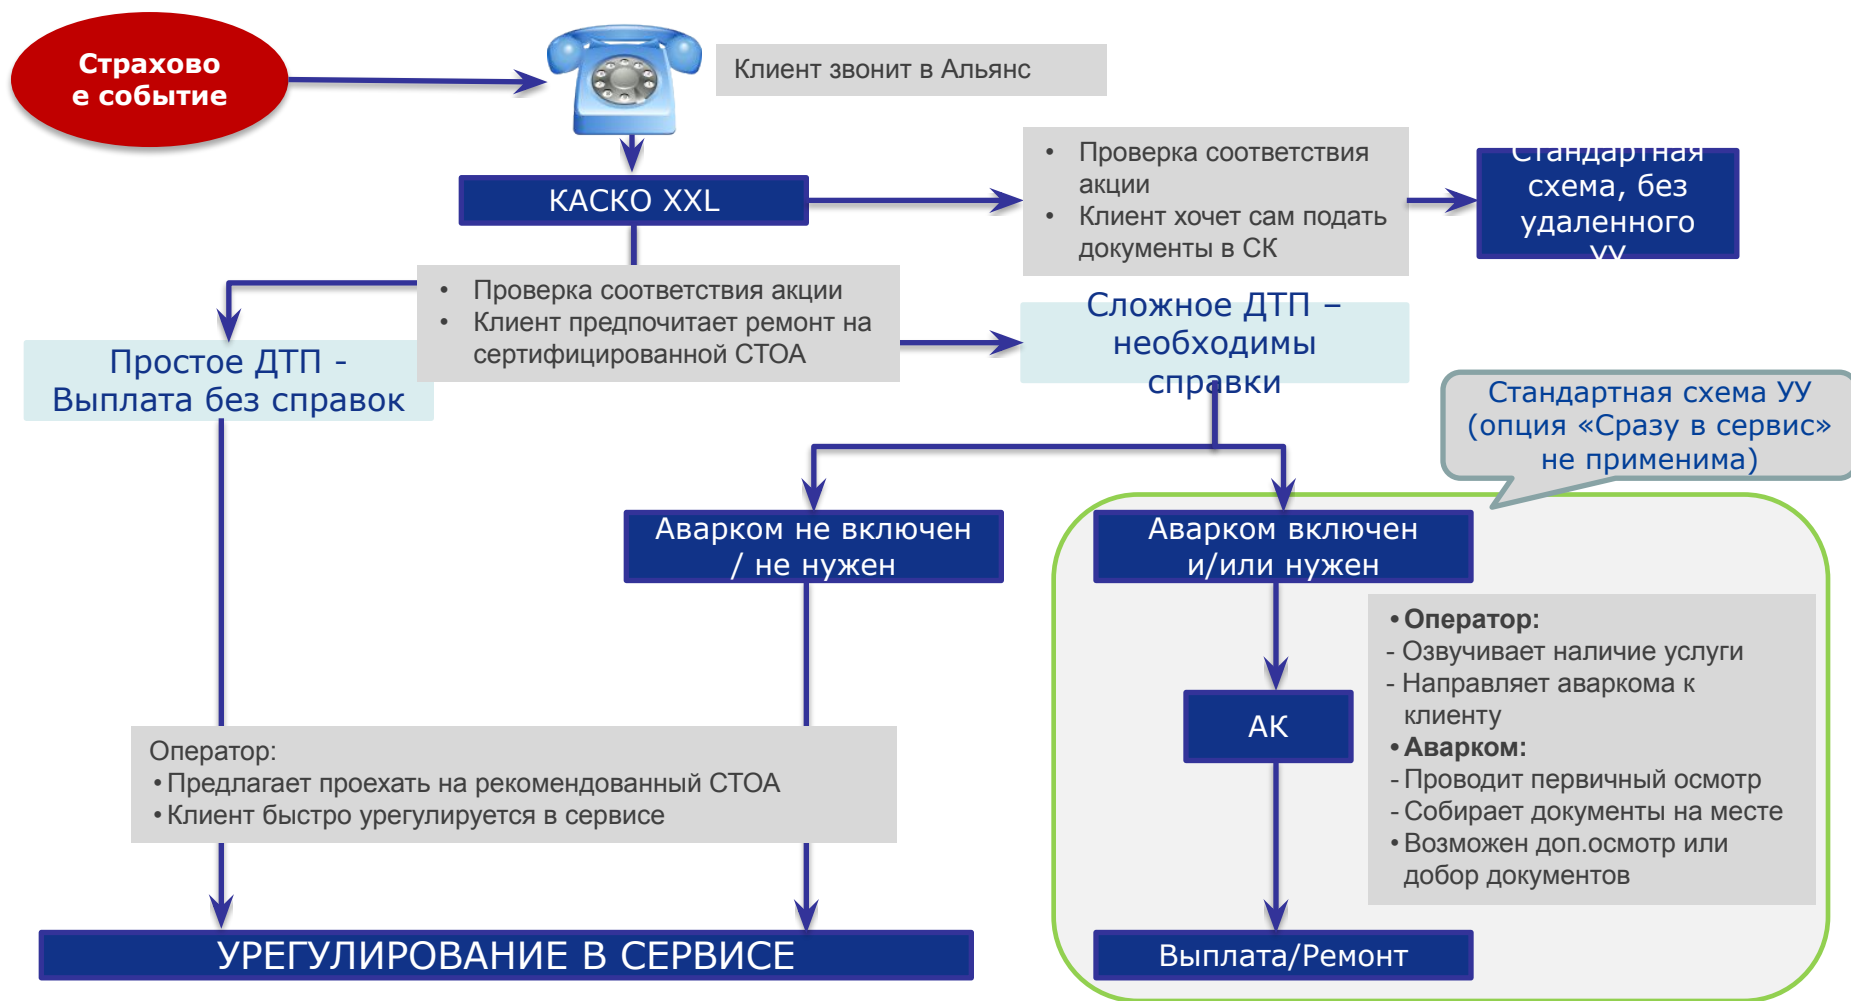 Страхово
е событие
Клиент звонит в Альянс
КАСКО XXL
• Проверка соответствия
акции
• Клиент хочет сам подать
документы в СК
Стандартная
схема, без
удаленного
УУ
• Проверка соответствия акции
• Клиент предпочитает ремонт на
сертифицированной СТОА
Простое ДТП -
Выплата без справок
Сложное ДТП –
необходимы
справки
Стандартная схема УУ
(опция «Сразу в сервис»
не применима)
Аварком не включен
/ не нужен
Аварком включен
и/или нужен
• Оператор:
- Озвучивает наличие услуги
- Направляет аваркома к
клиенту
• Аварком:
- Проводит первичный осмотр
- Собирает документы на месте
• Возможен доп.осмотр или
добор документов
АК
Оператор:
• Предлагает проехать на рекомендованный СТОА
• Клиент быстро урегулируется в сервисе
УРЕГУЛИРОВАНИЕ В СЕРВИСЕ
Выплата/Ремонт